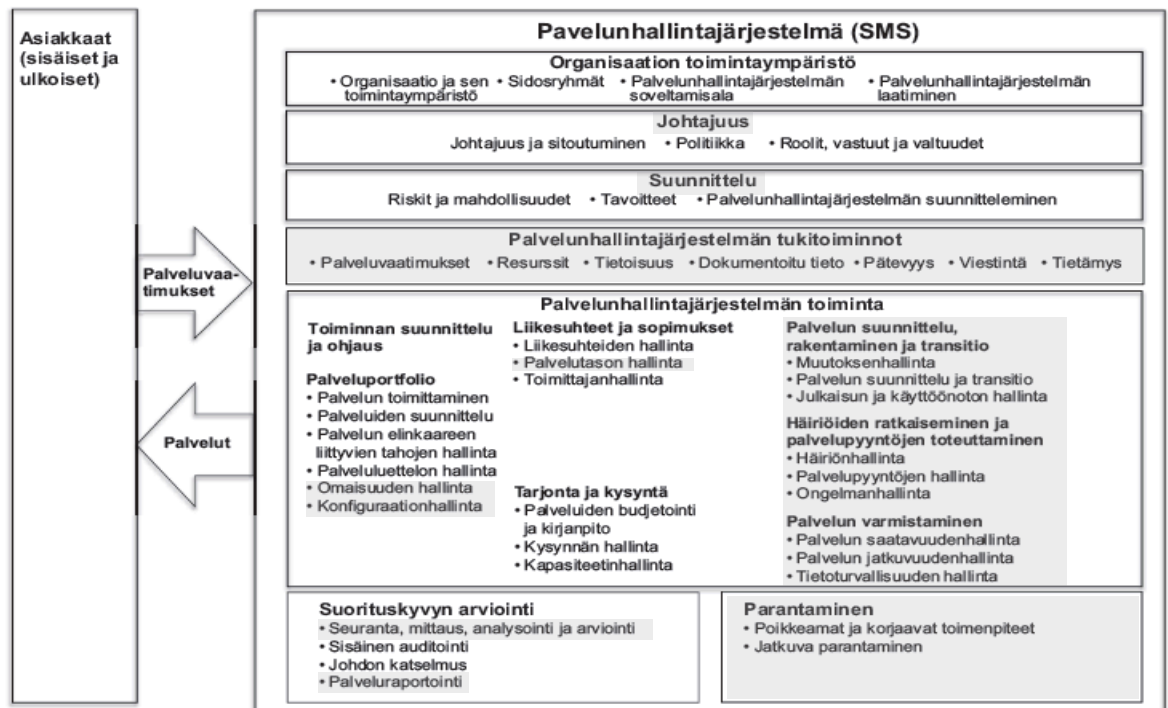 Asiakkaat
(sisäiset ja
ulkoiset)
Palveluvaa-
timukset
Palvelut
Pavelunhallintajärjestelmä (SMS)
Organisaation toimintaympäristö
• Organisaatio ja sen toimintaympäristö
• Sidosryhmät
• Palvelunhallintajärjestelmän soveltamisala
• Palvelunhallintajärjestelmän laatiminen
Johtajuus
Johtajuus ja sitoutuminen • Politiikka • Roolit, vastuut ja valtuudet
Suunnittelu
Riskit ja mahdollisuudet • Tavoitteet • Palvelunhallintajärjestelmän suunnitteleminen
Palvelunhallintajärjestelmän tukitoiminnot
• Palveluvaatimukset • Resurssit • Tietoisuus • Dokumentoitu tieto • Pätevyys • Viestintä • Tietämys
Palvelunhallintajärjestelmän toiminta
Toiminnan suunnittelu
ja ohjaus
Palveluportfolio
• Palvelun toimittaminen
• Palveluiden suunnittelu
• Palvelun elinkaareen
liittyvien tahojen hallinta
• Palveluluettelon hallinta
• Omaisuuden hallinta
• Konfiguraationhallinta
Liikesuhteet ja sopimukset
• Liikesuhteiden hallinta
• Palvelutason hallinta
• Toimittajanhallinta
Tarjonta ja kysyntä
• Palveluiden budjetointi
ja kirjanpito
• Kysynnän hallinta
• Kapasiteetinhallinta
Palvelun suunnittelu,
rakentaminen ja transitio
• Muutoksenhallinta
• Palvelun suunnittelu ja transitio
• Julkaisun ja käyttöönoton hallinta
Häiriöiden ratkaiseminen ja
palvelupyyntöjen toteuttaminen
• Häiriönhallinta
• Palvelupyyntöjen hallinta
• Ongelmanhallinta
Palvelun varmistaminen
• Palvelun saatavuudenhallinta
• Palvelun jatkuvuudenhallinta
• Tietoturvallisuuden hallinta
Suorituskyvyn arviointi
• Seuranta, mittaus, analysointi ja arviointi
• Sisäinen auditointi
• Johdon katselmus
• Palveluraportointi
Parantaminen
• Poikkeamat ja korjaavat toimenpiteet
• Jatkuva parantaminen